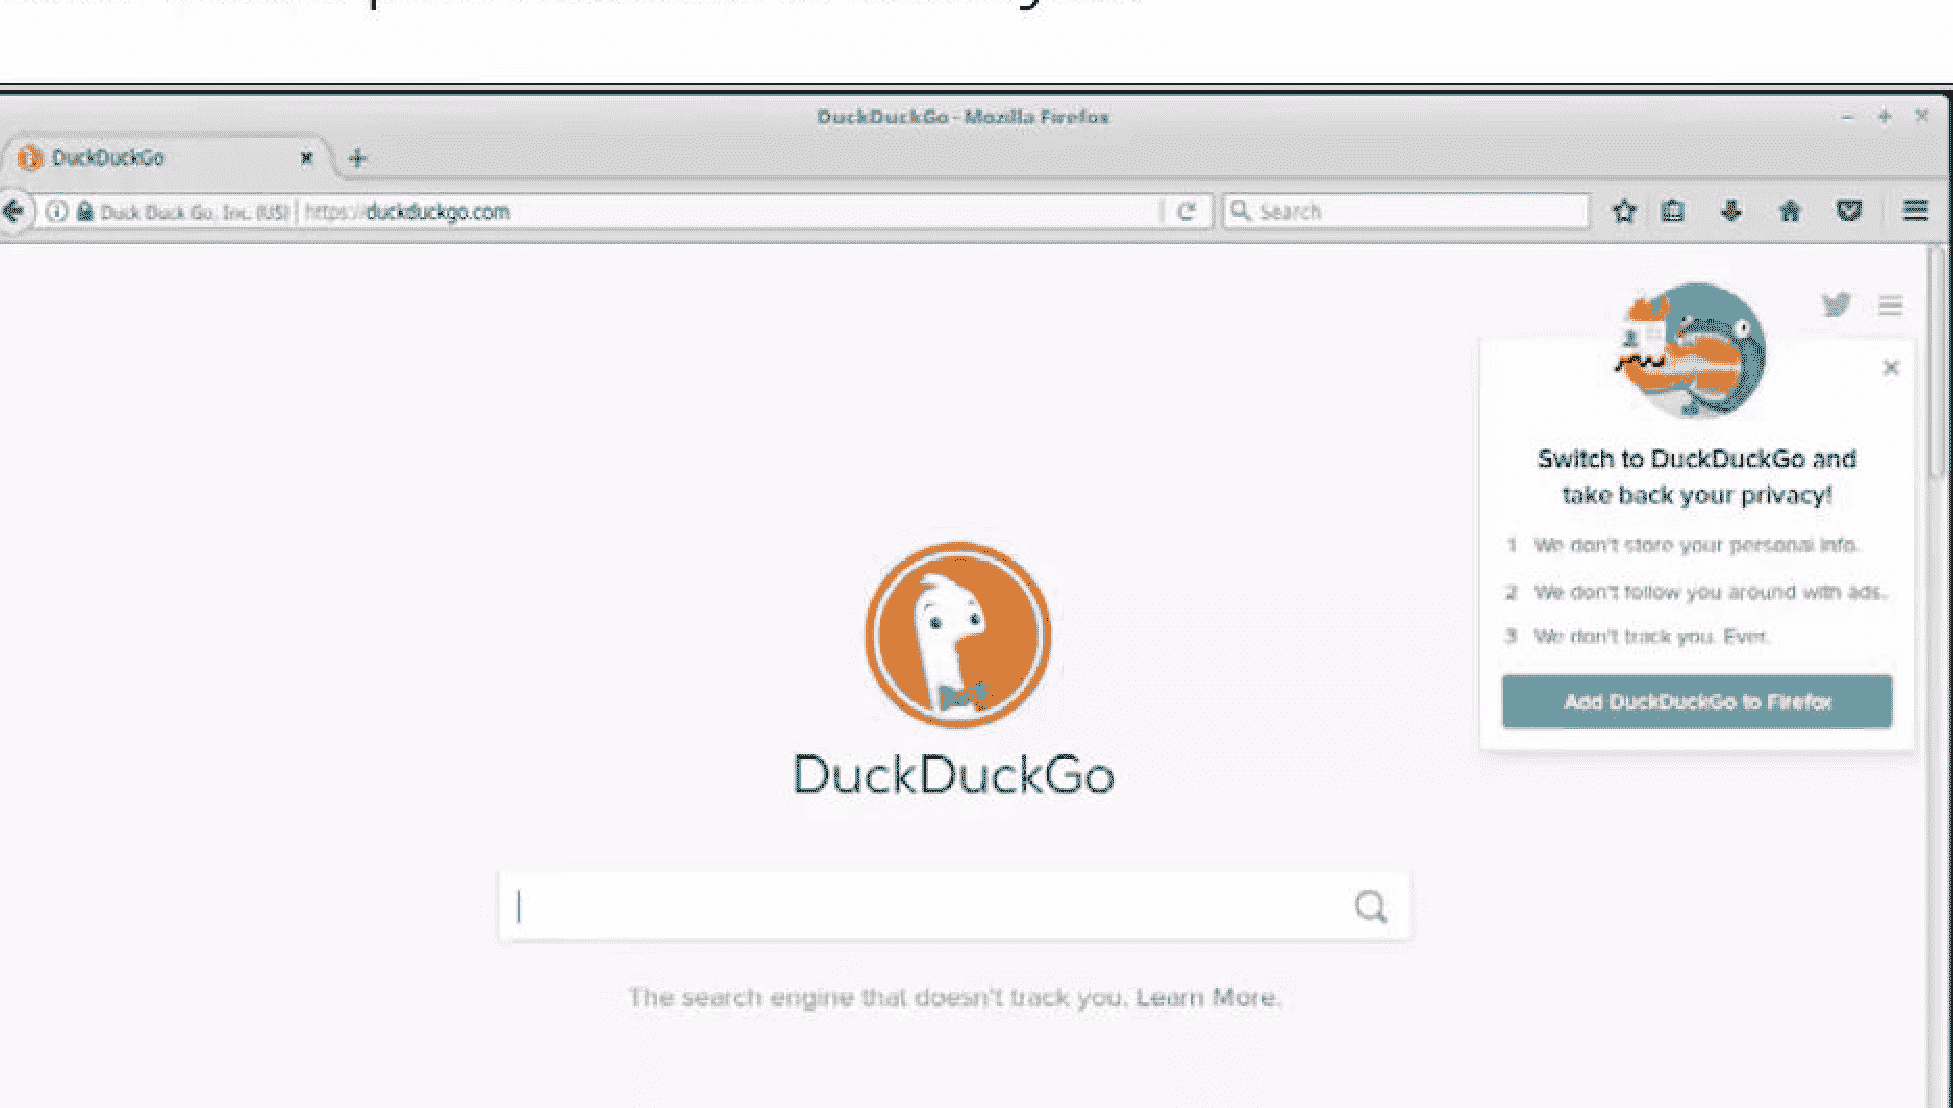 DuckDuckGo - Mozilla Firefox
DuckDuckGo
Duck Duck Go, Inc. (US) https://duckduckgo.com
Search
Switch to DuckDuckGo and
take back your privacy!
1 We don't store your personal info.
2 We don't follow you around with ads.
3 We don't track you. Ever.
Add DuckDuckGo to Firefox
DuckDuckGo
The search engine that doesn't track you. Learn More.